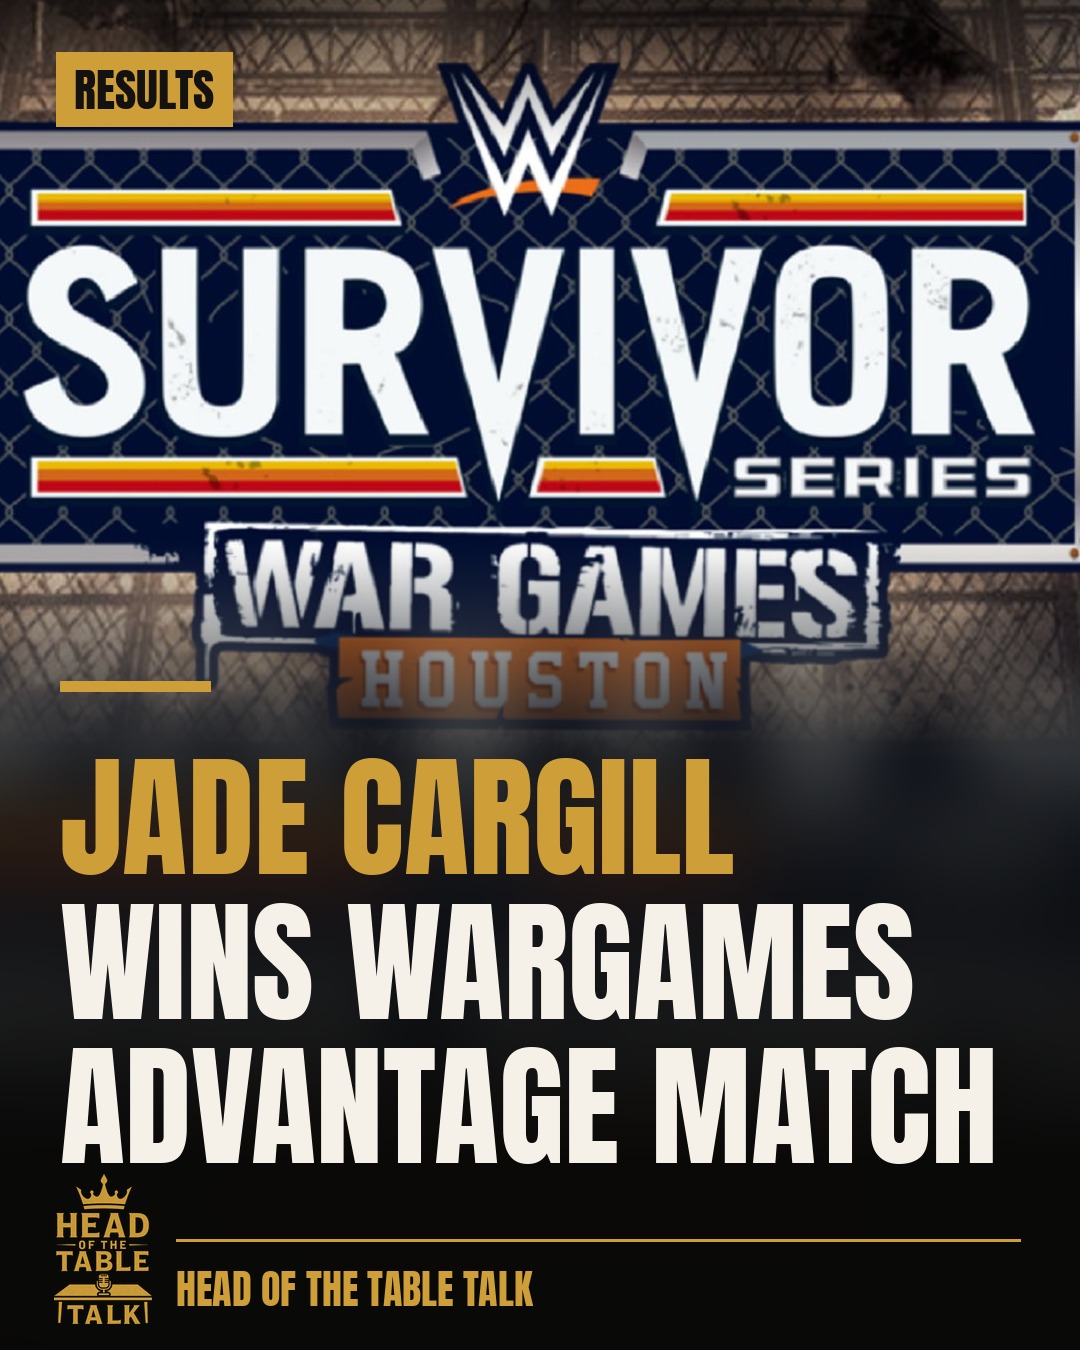 RESULTS
W
SURVIVOR
SERIES
WAR GAMES
HOUSTON
JADE CARGILL
WINS WARGAMES
ADVANTAGE MATCH
HEAD
OF THE
TABLE
TALK
HEAD OF THE TABLE TALK